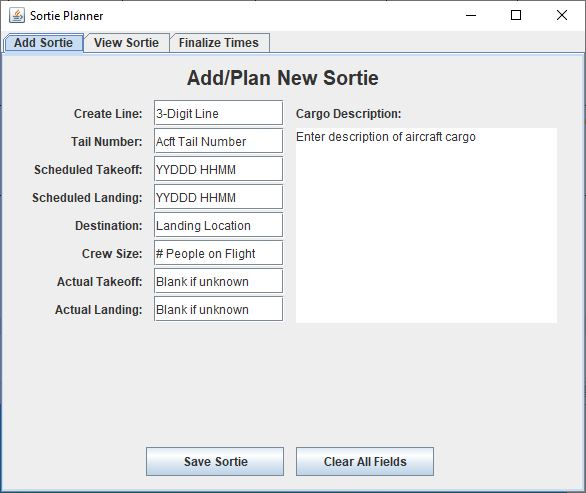 Sortie Planner
Add Sortie View Sortie Finalize Times
Add/Plan New Sortie
Create Line: 3-Digit Line
Tail Number: Acft Tail Number
Scheduled Takeoff: YYDDD HHMM
Scheduled Landing: YYDDD HHMM
Destination: Landing Location
Crew Size: # People on Flight
Actual Takeoff: Blank if unknown
Actual Landing: Blank if unknown
Cargo Description:
Enter description of aircraft cargo
Save Sortie Clear All Fields